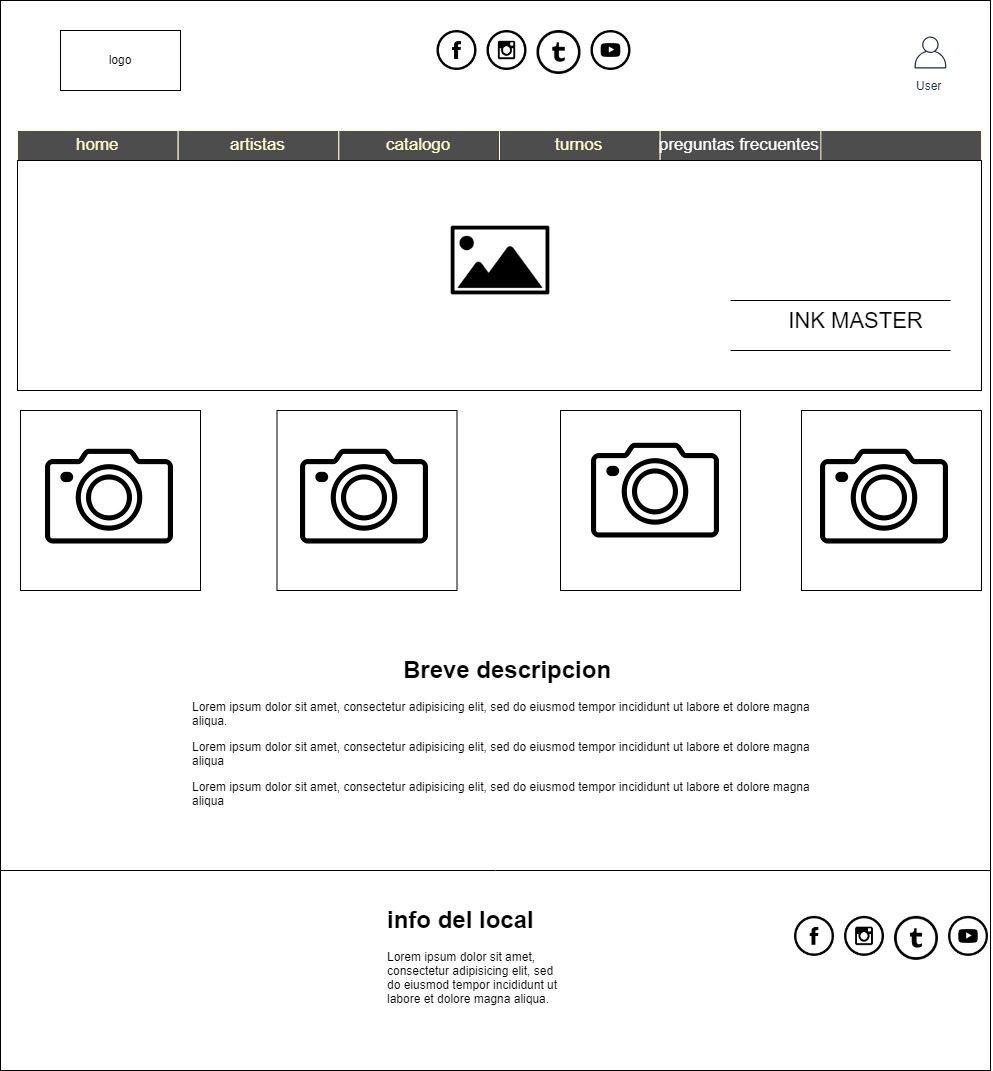 logo
User
home
artistas
catalogo
turnos
preguntas frecuentes
INK MASTER
Breve descripcion
Lorem ipsum dolor sit amet, consectetur adipisicing elit, sed do eiusmod tempor incididunt ut labore et dolore magna
aliqua.
Lorem ipsum dolor sit amet, consectetur adipisicing elit, sed do eiusmod tempor incididunt ut labore et dolore magna
aliqua
Lorem ipsum dolor sit amet, consectetur adipisicing elit, sed do eiusmod tempor incididunt ut labore et dolore magna
aliqua
info del local
Lorem ipsum dolor sit amet,
consectetur adipisicing elit, sed
do eiusmod tempor incididunt ut
labore et dolore magna aliqua.